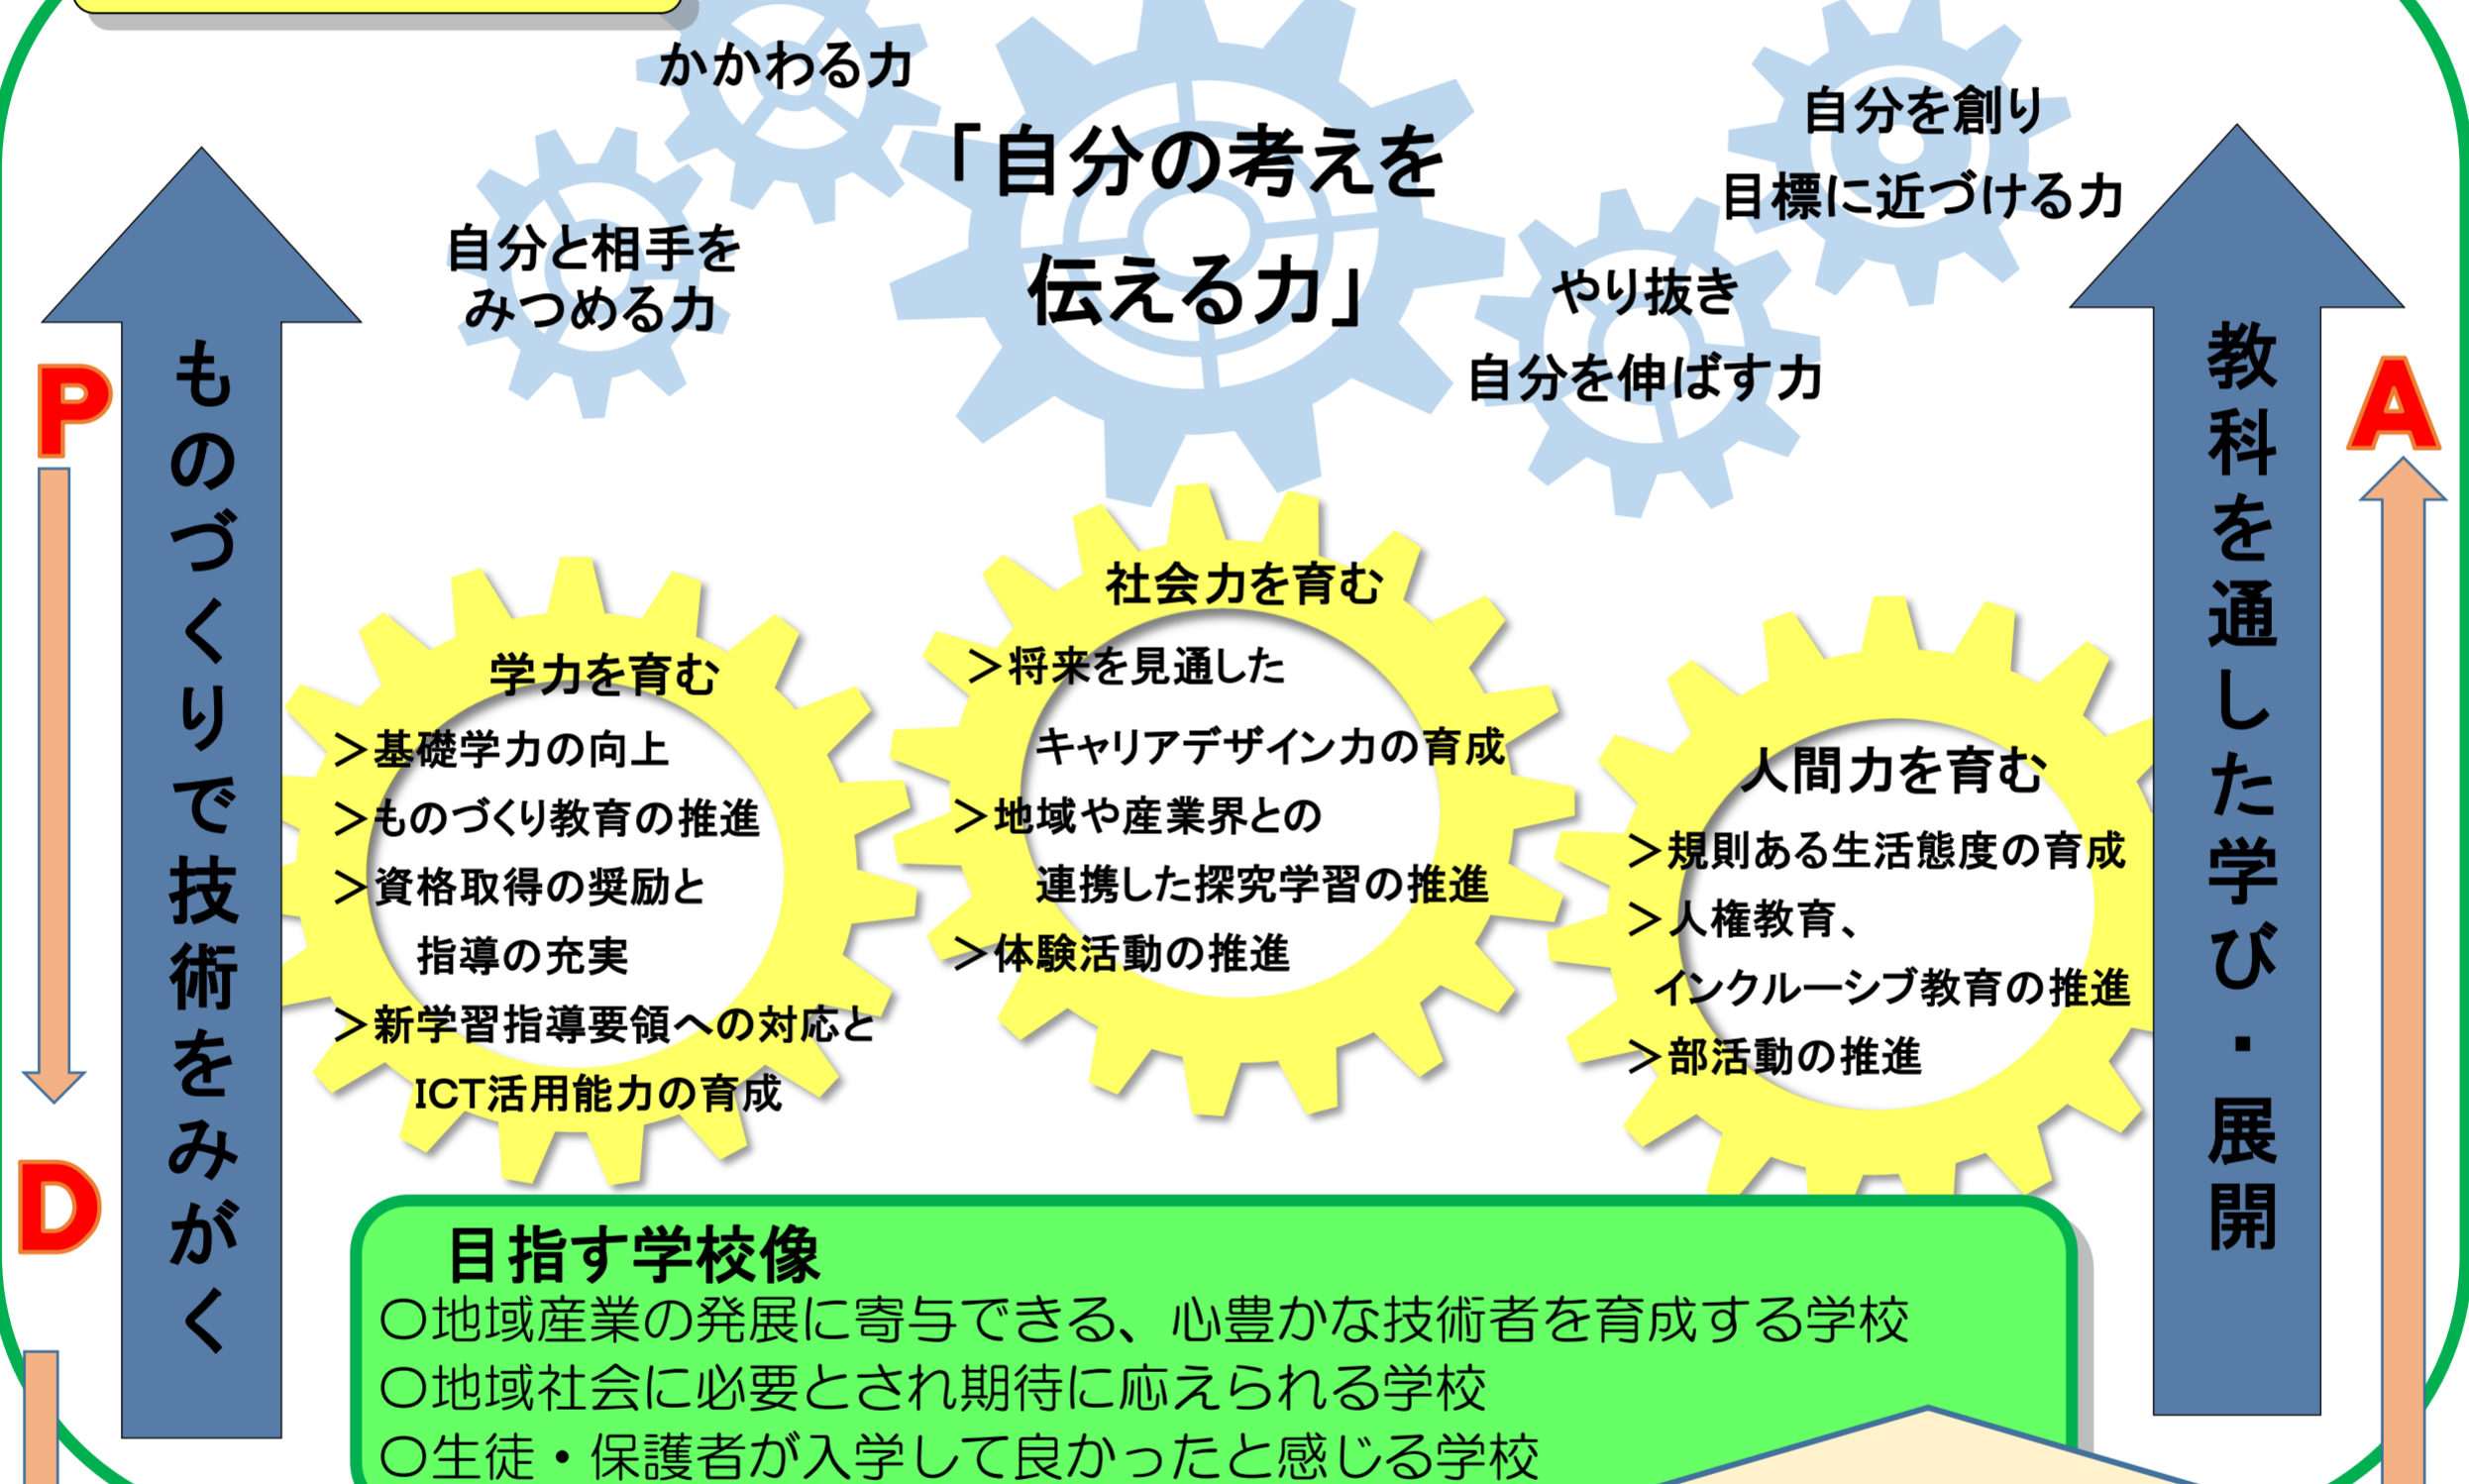 かかわる力
「自分の考えを
伝える力」
自分を創り
目標に近づける力
自分と相手を
みつめる力
やり抜き
自分を伸ばす力
P
ものづくりで技術をみがく
教科を通した学び・展開
A
学力を育む
＞基礎学力の向上
＞ものづくり教育の推進
＞資格取得の奨励と
指導の充実
＞新学習指導要領への対応と
ICT活用能力の育成
社会力を育む
＞将来を見通した
キャリアデザイン力の育成
＞地域や産業界との
連携した探究学習の推進
＞体験活動の推進
人間力を育む
＞規則ある生活態度の育成
＞人権教育、
インクルーシブ教育の推進
＞部活動の推進
D
目指す学校像
○地域産業の発展に寄与できる、心豊かな技術者を育成する学校
○地域社会に必要とされ期待に応えられる学校
○生徒・保護者が入学して良かったと感じる学校